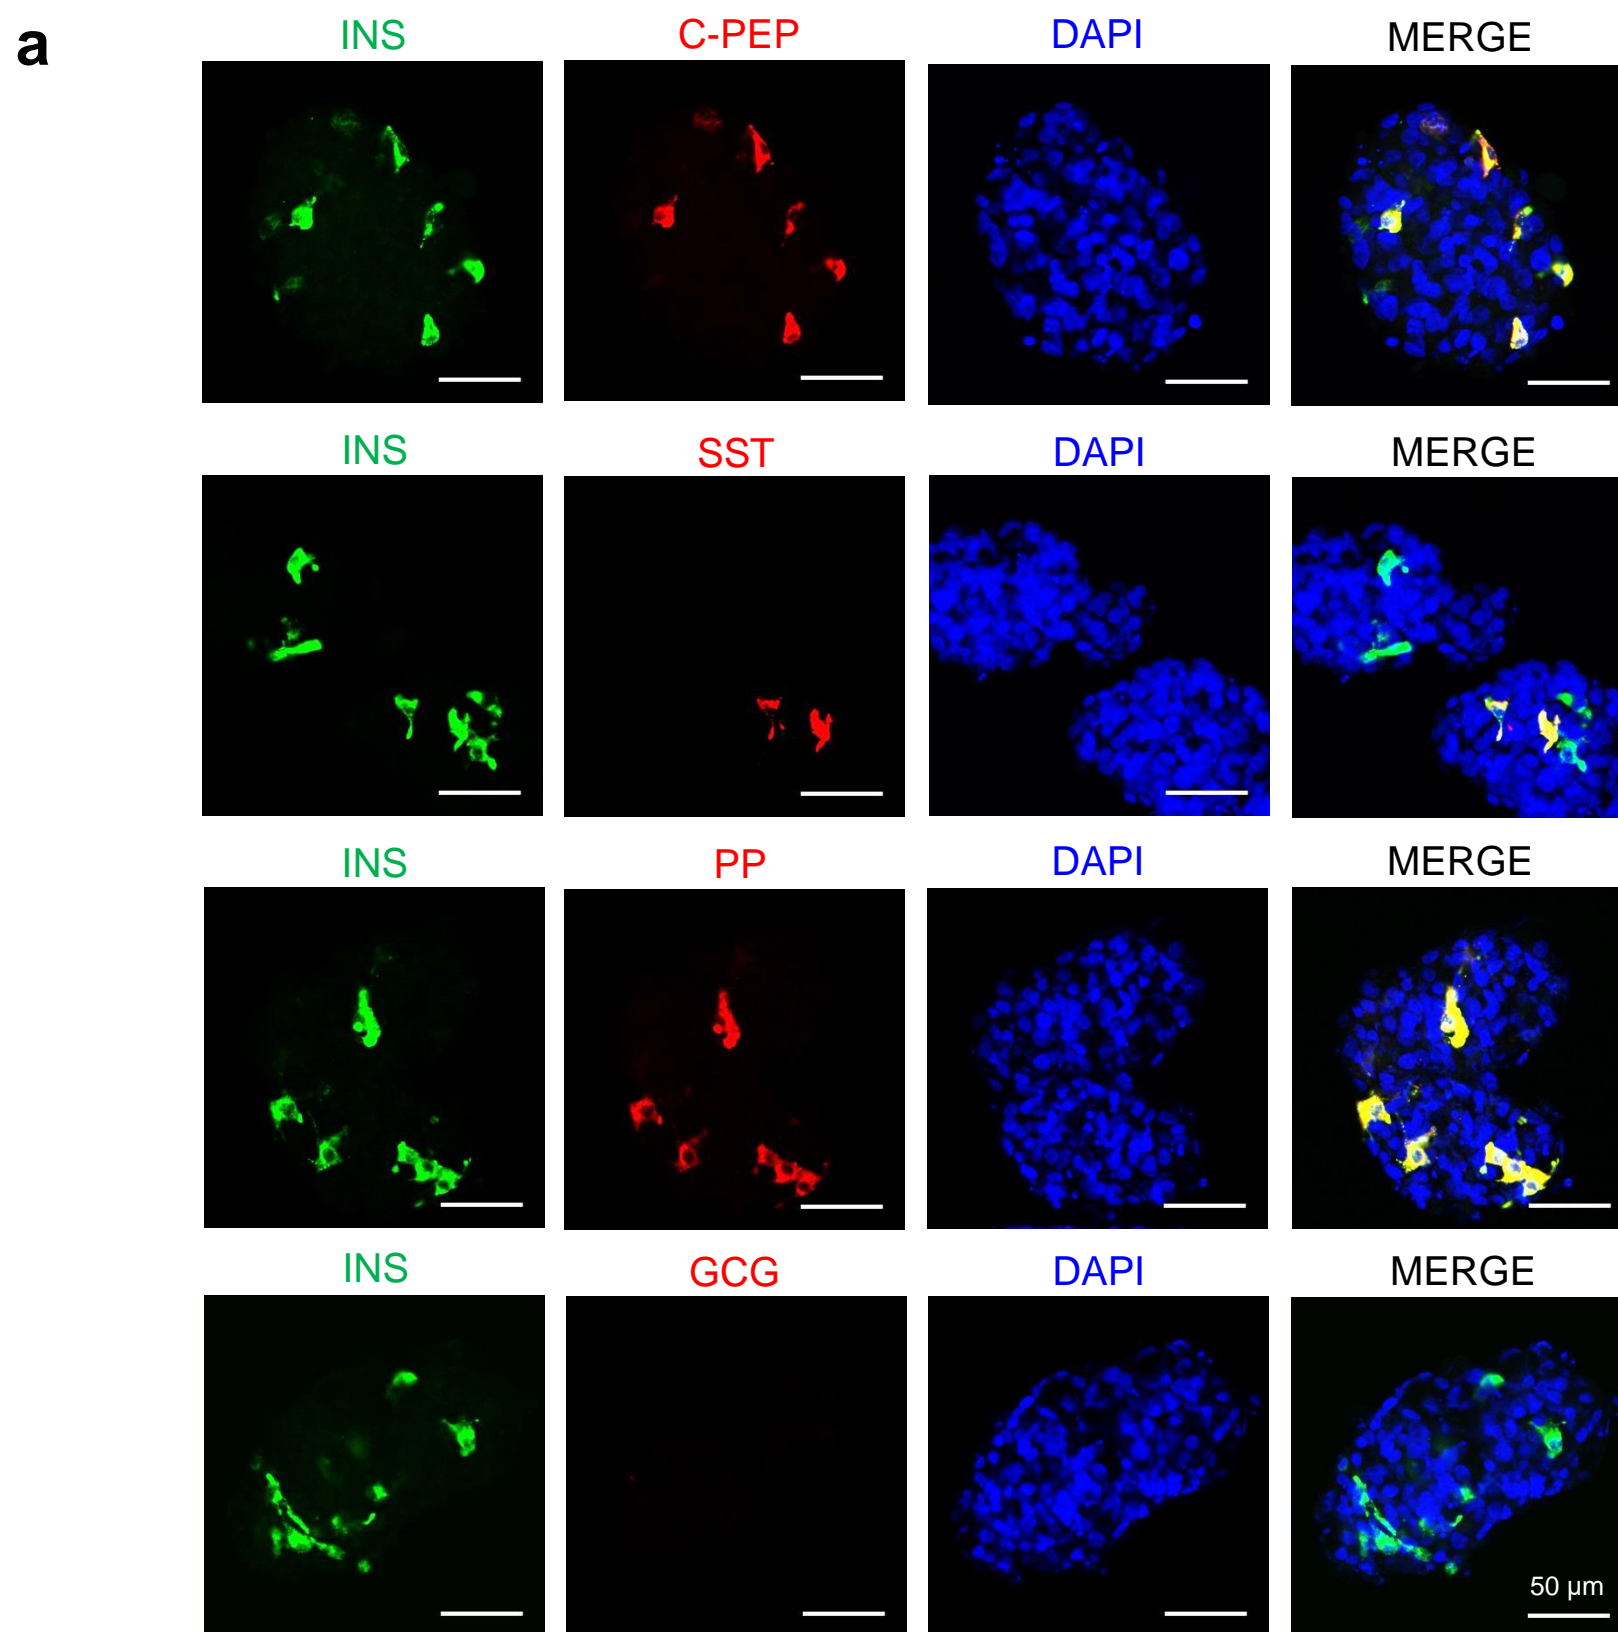 a
INS C-PEP DAPI MERGE
INS SST DAPI MERGE
INS PP DAPI MERGE
INS GCG DAPI MERGE
50 µm